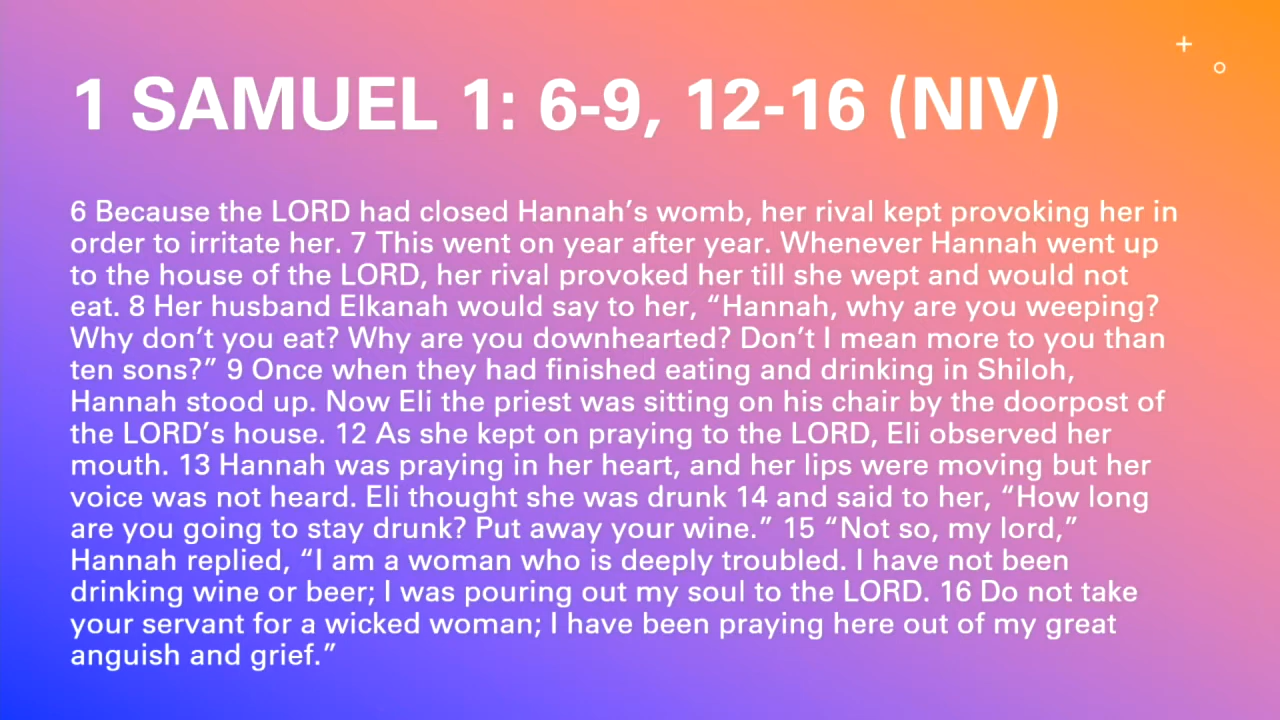 1 SAMUEL 1: 6-9, 12-16 (NIV)
6 Because the LORD had closed Hannah’s womb, her rival kept provoking her in
order to irritate her. 7 This went on year after year. Whenever Hannah went up
to the house of the LORD, her rival provoked her till she wept and would not
eat. 8 Her husband Elkanah would say to her, “Hannah, why are you weeping?
Why don’t you eat? Why are you downhearted? Don’t I mean more to you than
ten sons?” 9 Once when they had finished eating and drinking in Shiloh,
Hannah stood up. Now Eli the priest was sitting on his chair by the doorpost of
the LORD’s house. 12 As she kept on praying to the LORD, Eli observed her
mouth. 13 Hannah was praying in her heart, and her lips were moving but her
voice was not heard. Eli thought she was drunk 14 and said to her, “How long
are you going to stay drunk? Put away your wine.” 15 “Not so, my lord,”
Hannah replied, “I am a woman who is deeply troubled. I have not been
drinking wine or beer; I was pouring out my soul to the LORD. 16 Do not take
your servant for a wicked woman; I have been praying here out of my great
anguish and grief.”